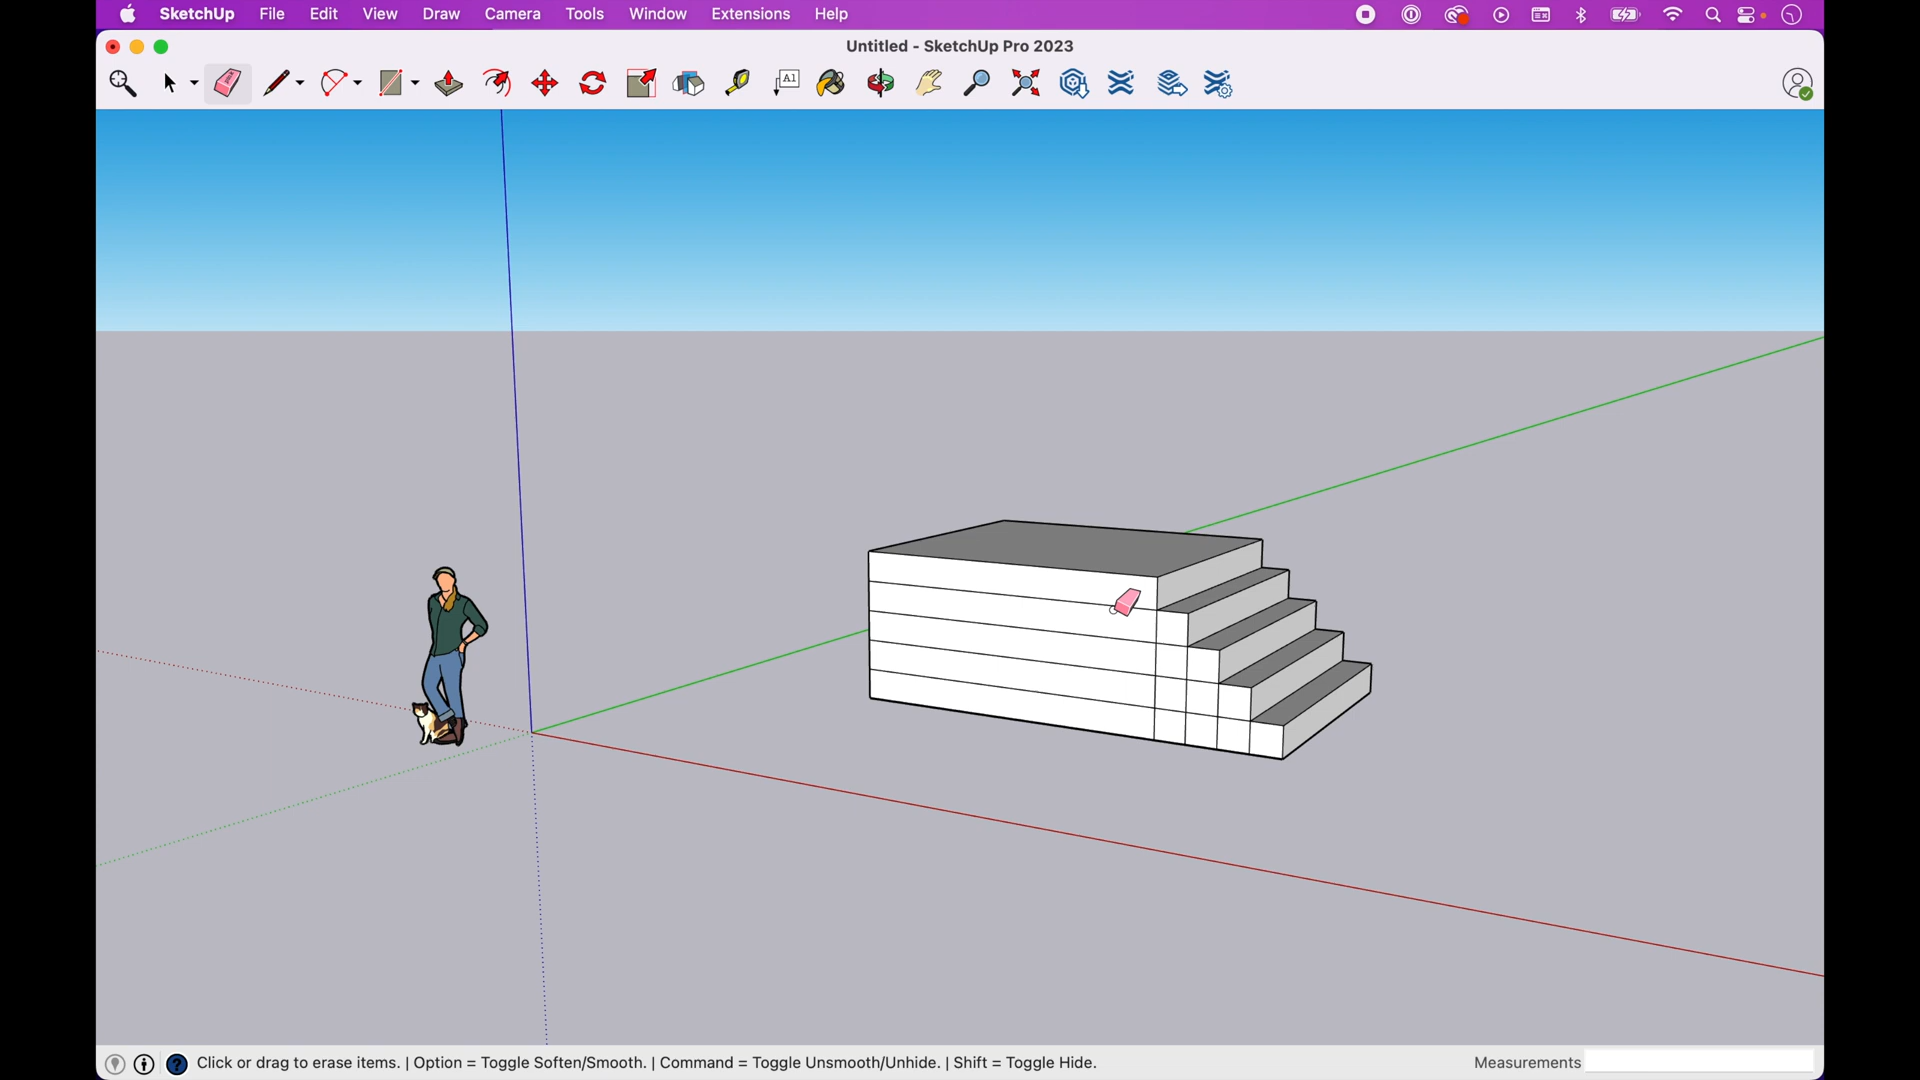 SketchUp File Edit View Draw Camera Tools Window Extensions Help
Untitled - SketchUp Pro 2023
A1
Click or drag to erase items. | Option = Toggle Soften/Smooth. | Command = Toggle Unsmooth/Unhide. | Shift = Toggle Hide.
Measurements